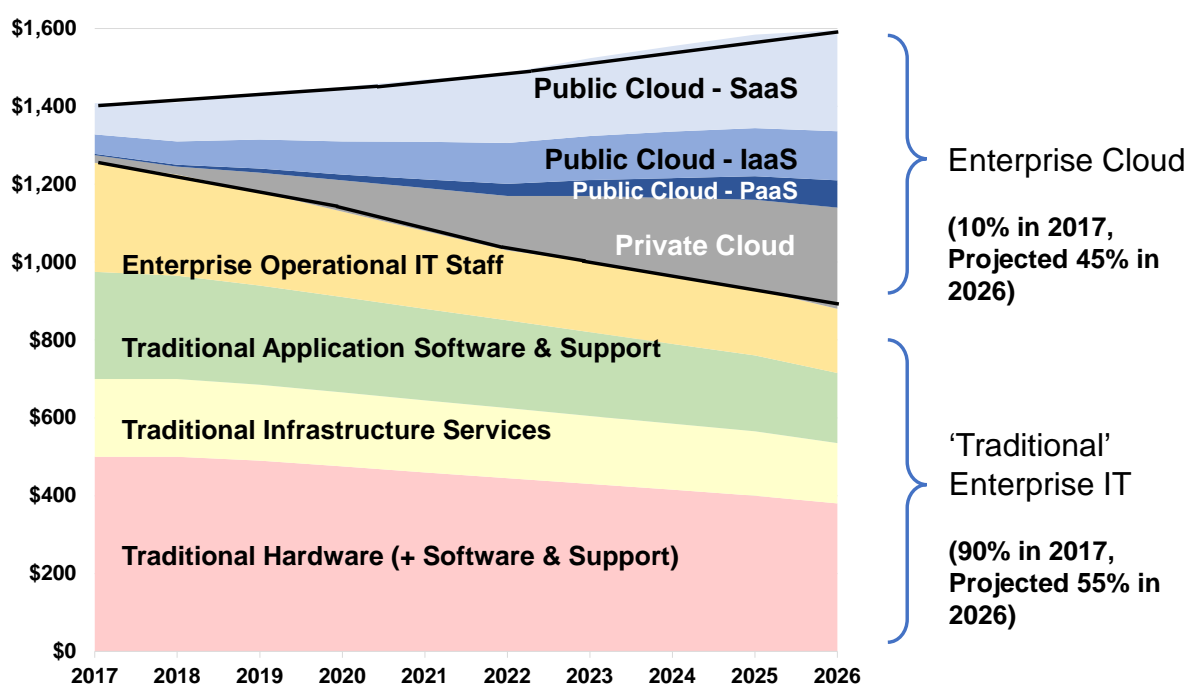 $1,600
$1,400
$1,200
$1,000
$800
$600
$400
$200
$0
Public Cloud - SaaS
Public Cloud - IaaS
Public Cloud - PaaS
Private Cloud
Enterprise Operational IT Staff
Traditional Application Software & Support
Traditional Infrastructure Services
Traditional Hardware (+ Software & Support)
2017 2018 2019 2020 2021 2022 2023 2024 2025 2026
Enterprise Cloud
(10% in 2017,
Projected 45% in
2026)
‘Traditional’
Enterprise IT
(90% in 2017,
Projected 55% in
2026)